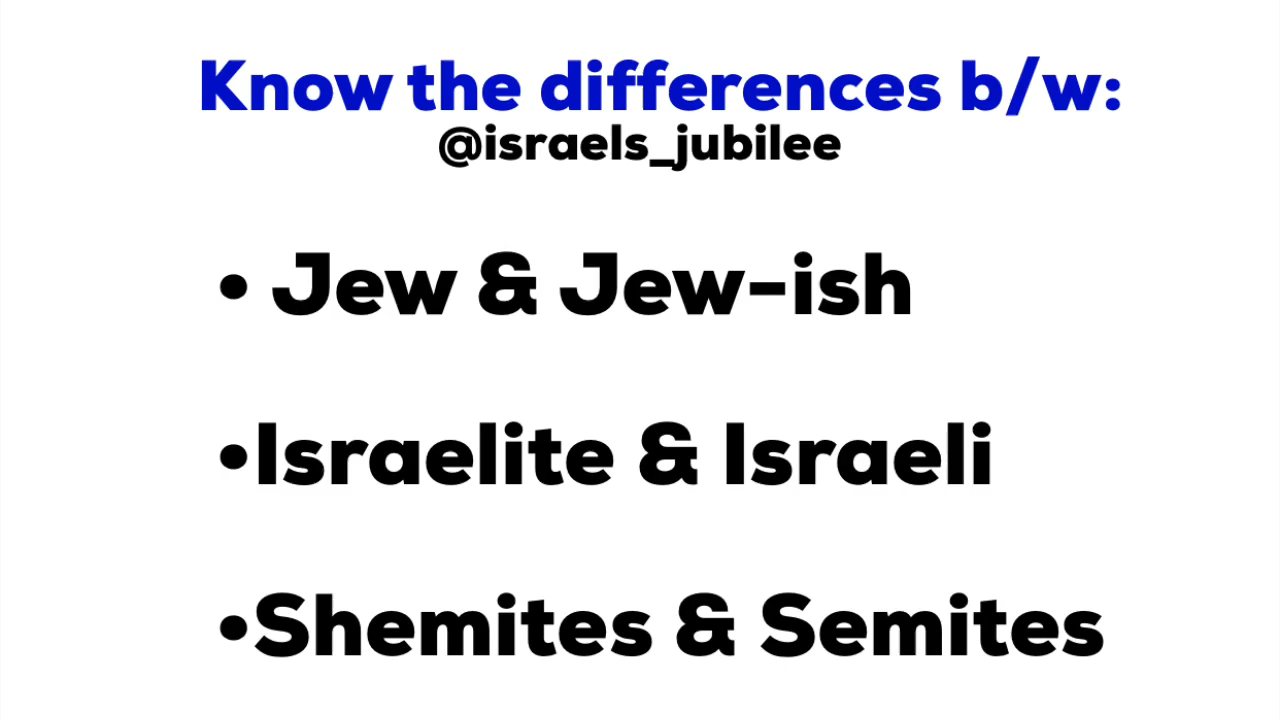 Know the differences b/w:
@israels_jubilee
• Jew & Jew-ish
•Israelite & Israeli
•Shemites & Semites